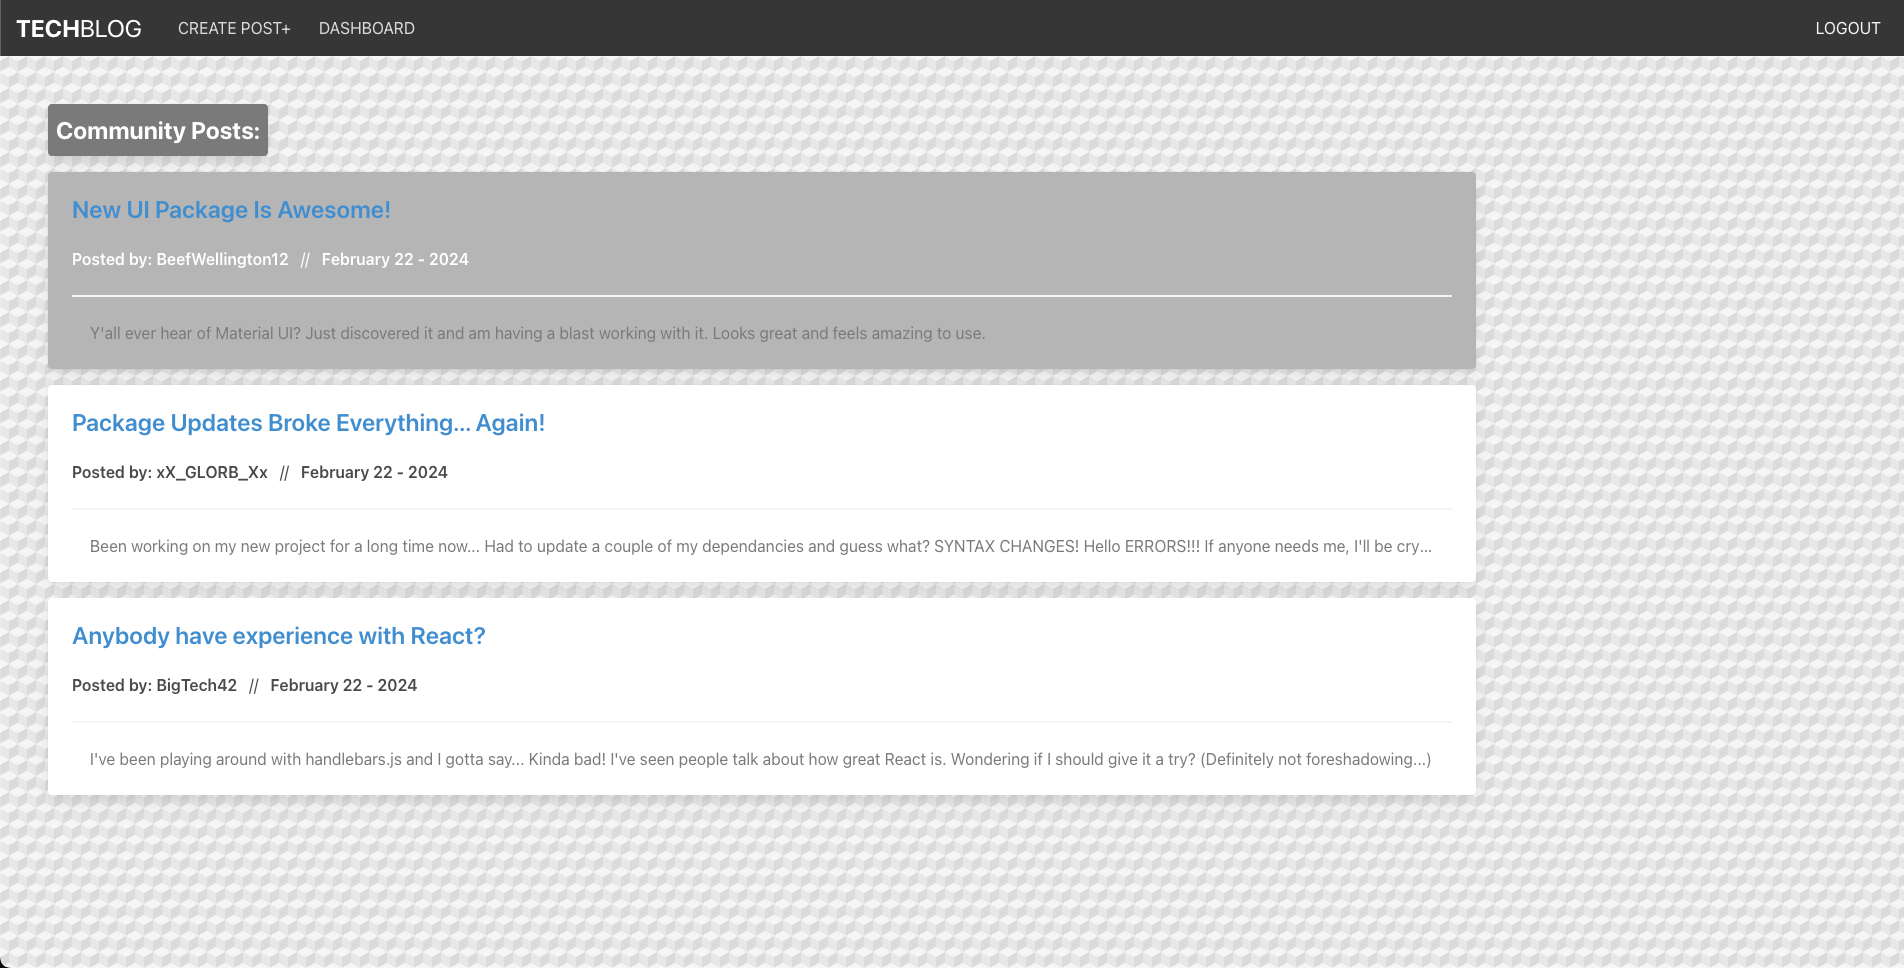 TECHBLOG CREATE POST+ DASHBOARD LOGOUT
Community Posts:
New UI Package Is Awesome!
Posted by: BeefWellington12 // February 22 - 2024
Y'all ever hear of Material UI? Just discovered it and am having a blast working with it. Looks great and feels amazing to use.
Package Updates Broke Everything... Again!
Posted by: xX_GLORB_Xx // February 22 - 2024
Been working on my new project for a long time now... Had to update a couple of my dependancies and guess what? SYNTAX CHANGES! Hello ERRORS!!! If anyone needs me, I'll be cry...
Anybody have experience with React?
Posted by: BigTech42 // February 22 - 2024
I've been playing around with handlebars.js and I gotta say... Kinda bad! I've seen people talk about how great React is. Wondering if I should give it a try? (Definitely not foreshadowing...)